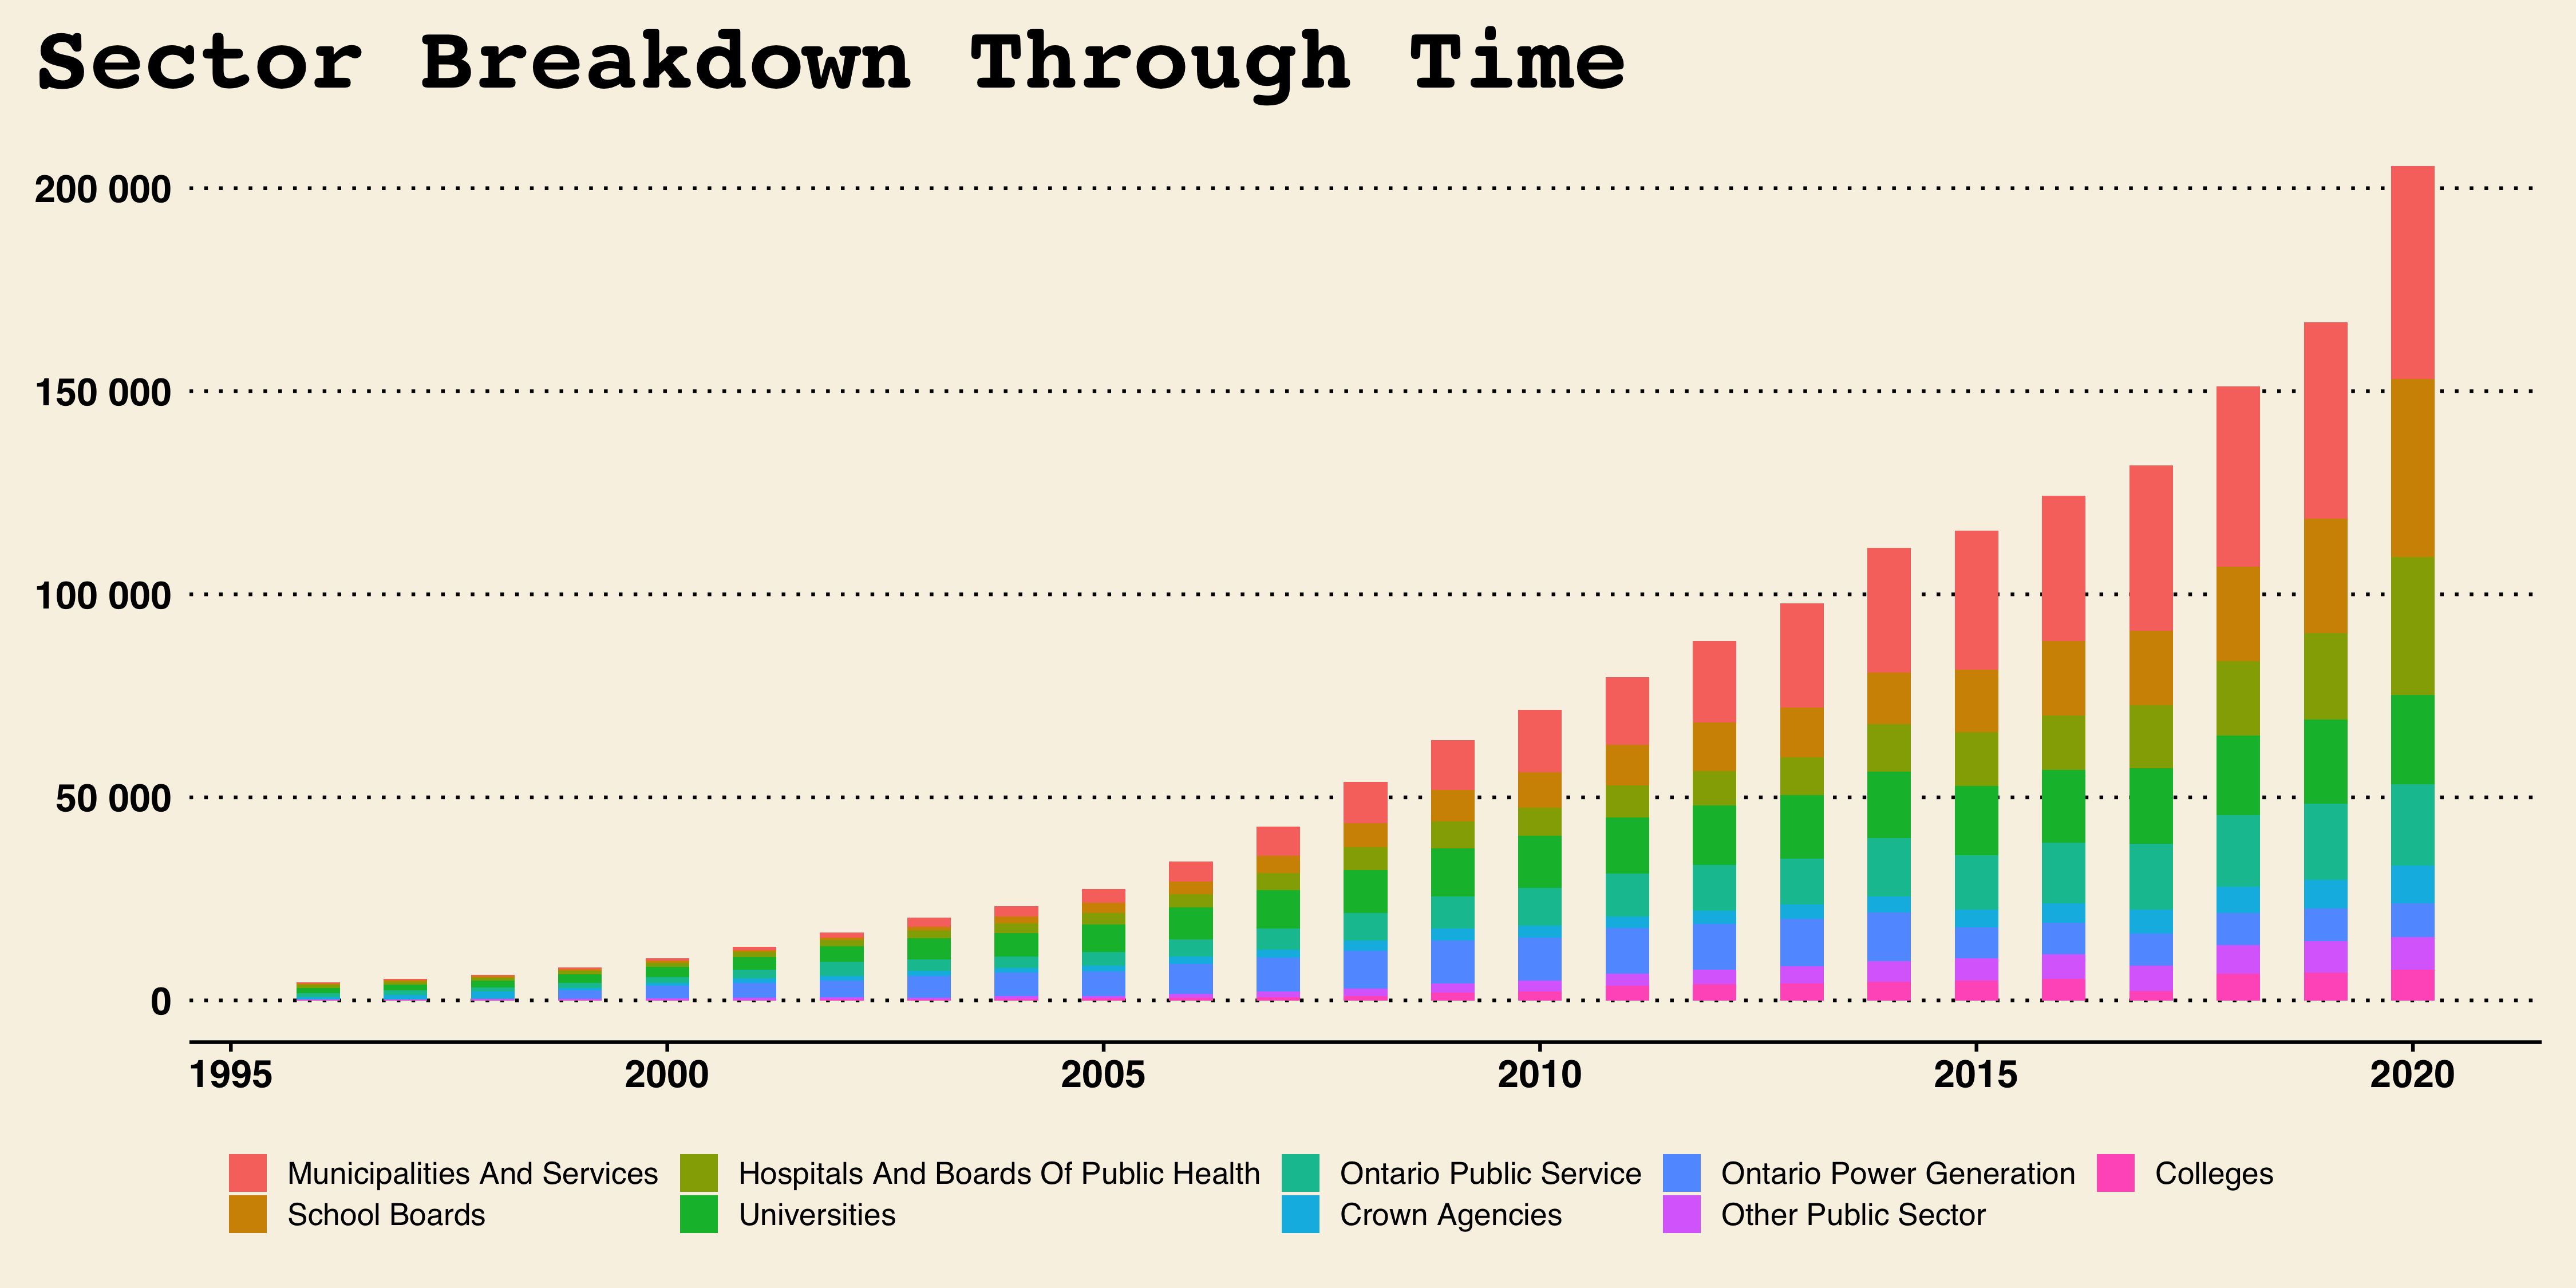 Sector Breakdown Through Time
200 000
150 000
100 000
50 000
0
1995 2000 2005 2010 2015 2020
Municipalities And Services Hospitals And Boards Of Public Health Ontario Public Service Ontario Power Generation Colleges
School Boards Universities Crown Agencies Other Public Sector